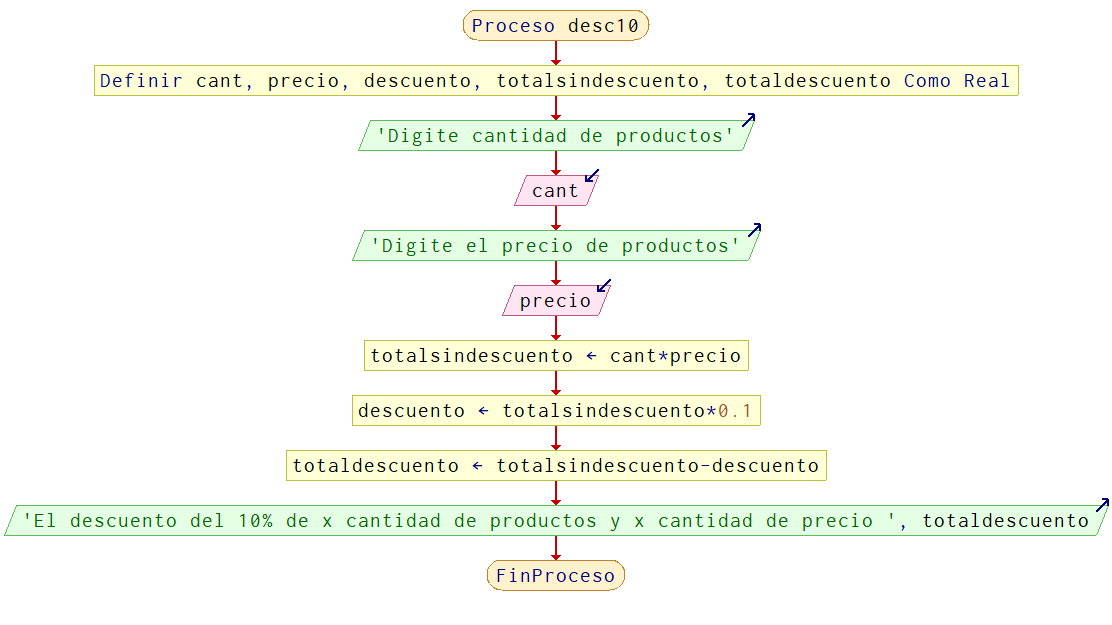 Proceso desc10
Definir cant, precio, descuento, totalsindescuento, totaldescuento Como Real
'Digite cantidad de productos'
cant
'Digite el precio de productos'
precio
totalsindescuento ← cant*precio
descuento ← totalsindescuento*0.1
totaldescuento ← totalsindescuento-descuento
'El descuento del 10% de x cantidad de productos y x cantidad de precio ', totaldescuento
FinProceso